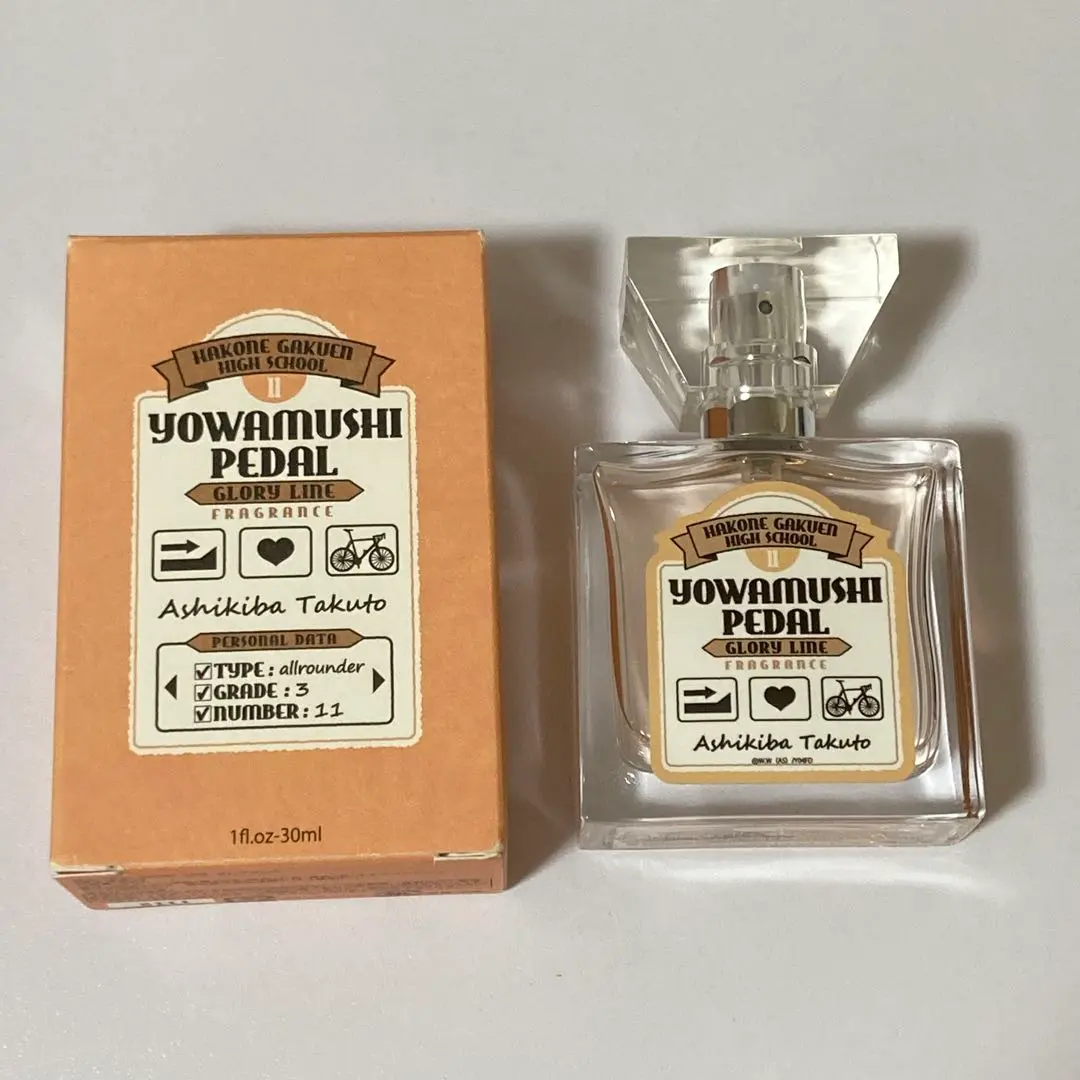 HAKONE GAKUEN
HIGH SCHOOL
11
YOWAMUSHI
PEDAL
GLORY LINE
FRAGRANCE
Ashikiba Takuto
PERSONAL DATA
TYPE : allrounder
GRADE : 3
NUMBER : 11
1fl.oz-30ml
HAKONE GAKUEN
HIGH SCHOOL
11
YOWAMUSHI
PEDAL
GLORY LINE
FRAGRANCE
Ashikiba Takuto